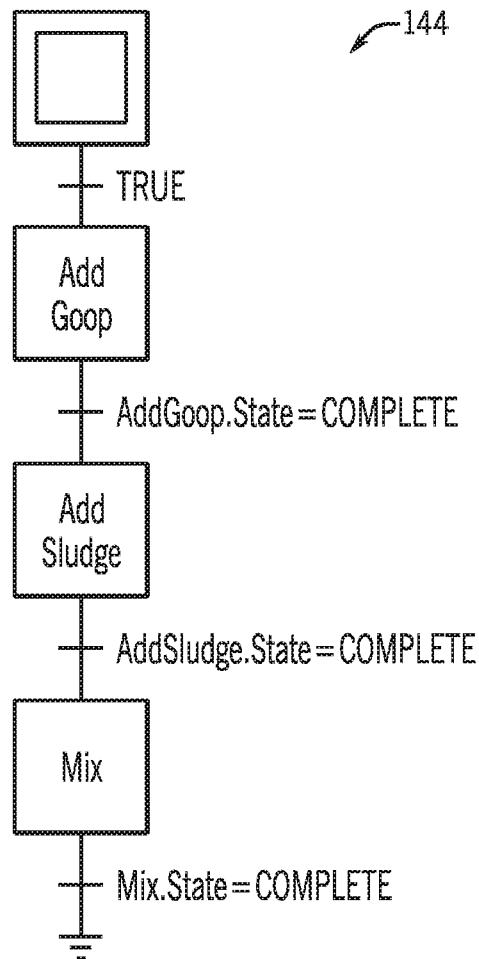 144
TRUE
Add
Goop
AddGoop.State=COMPLETE
Add
Sludge
AddSludge.State=COMPLETE
Mix
Mix.State=COMPLETE